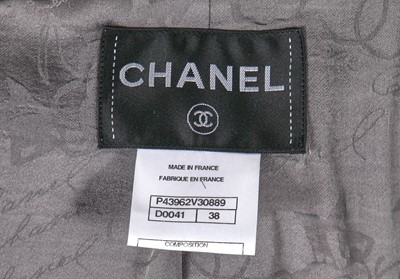 CHANEL
MADE IN FRANCE
FABRIQUE EN FRANCE
P43962V30889
D0041 38
COMPOSITION